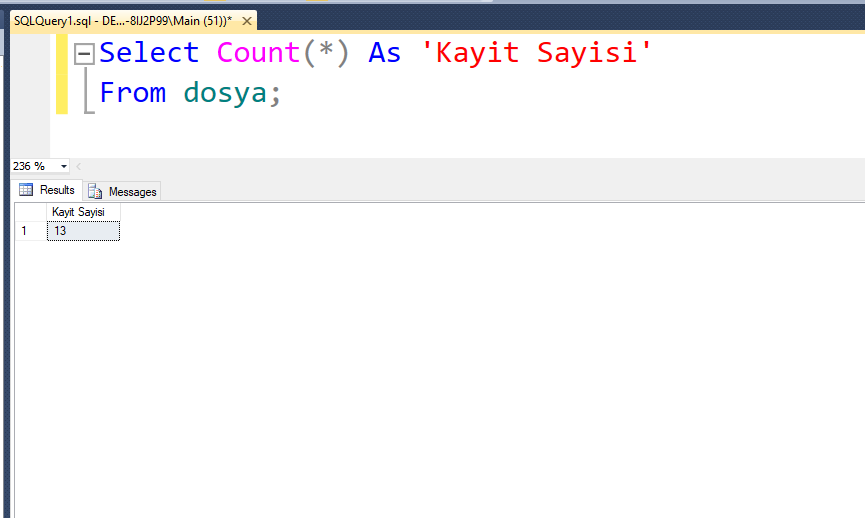 SQLQuery1.sql - DE...-8IJ2P99\Main (51))*
Select Count(*) As 'Kayit Sayisi'
From dosya;
236 %
Results Messages
Kayit Sayisi
1 13